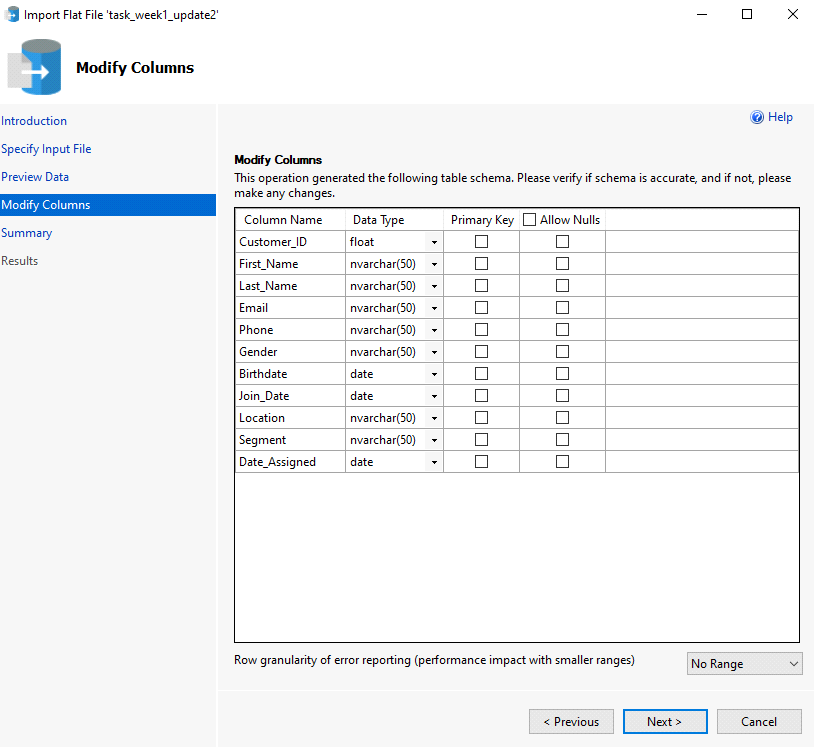 Import Flat File 'task_week1_update2'
Modify Columns
Introduction
Specify Input File
Preview Data
Modify Columns
Summary
Results
Help
Modify Columns
This operation generated the following table schema. Please verify if schema is accurate, and if not, please
make any changes.
Column Name Data Type Primary Key Allow Nulls
Customer_ID float
First_Name nvarchar(50)
Last_Name nvarchar(50)
Email nvarchar(50)
Phone nvarchar(50)
Gender nvarchar(50)
Birthdate date
Join_Date date
Location nvarchar(50)
Segment nvarchar(50)
Date_Assigned date
Row granularity of error reporting (performance impact with smaller ranges) No Range
< Previous Next > Cancel